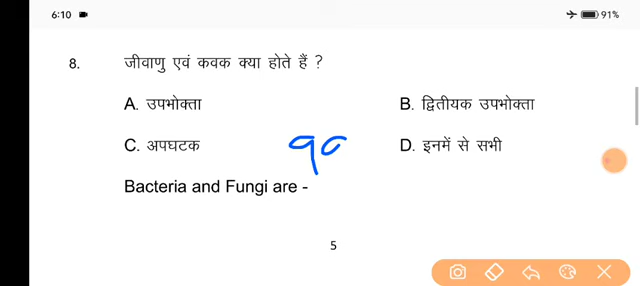 6:10 91%
8. जीवाणु एवं कवक क्या होते हैं ?
A. उपभोक्ता B. द्वितीयक उपभोक्ता
C. अपघटक D. इनमें से सभी
Bacteria and Fungi are -
5